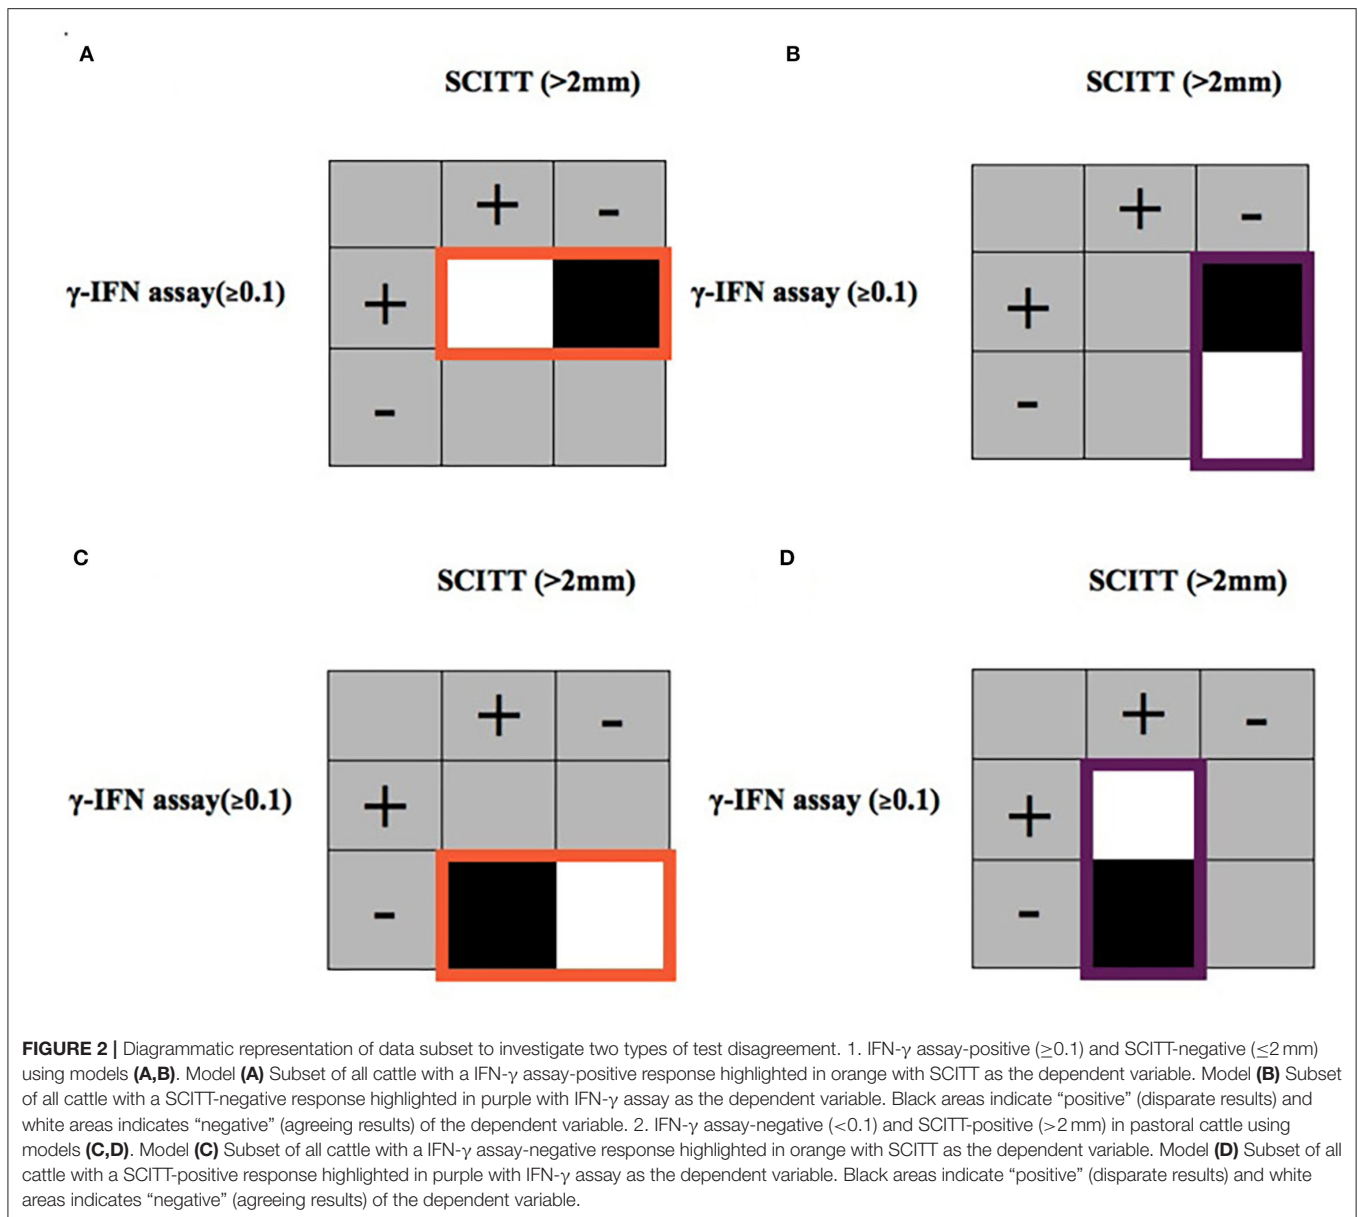 A
SCITT (>2mm)
+ -
γ-IFN assay(≥0.1)
+
-
B
SCITT (>2mm)
+ -
γ-IFN assay (≥0.1)
+
-
C
SCITT (>2mm)
+ -
γ-IFN assay(≥0.1)
+
-
D
SCITT (>2mm)
+ -
γ-IFN assay (≥0.1)
+
-
FIGURE 2 | Diagrammatic representation of data subset to investigate two types of test disagreement. 1. IFN-γ assay-positive (≥0.1) and SCITT-negative (≤2 mm)
using models (A,B). Model (A) Subset of all cattle with a IFN-γ assay-positive response highlighted in orange with SCITT as the dependent variable. Model (B) Subset
of all cattle with a SCITT-negative response highlighted in purple with IFN-γ assay as the dependent variable. Black areas indicate “positive” (disparate results) and
white areas indicates “negative” (agreeing results) of the dependent variable. 2. IFN-γ assay-negative (<0.1) and SCITT-positive (>2 mm) in pastoral cattle using
models (C,D). Model (C) Subset of all cattle with a IFN-γ assay-negative response highlighted in orange with SCITT as the dependent variable. Model (D) Subset of all
cattle with a SCITT-positive response highlighted in purple with IFN-γ assay as the dependent variable. Black areas indicate “positive” (disparate results) and white
areas indicates “negative” (agreeing results) of the dependent variable.